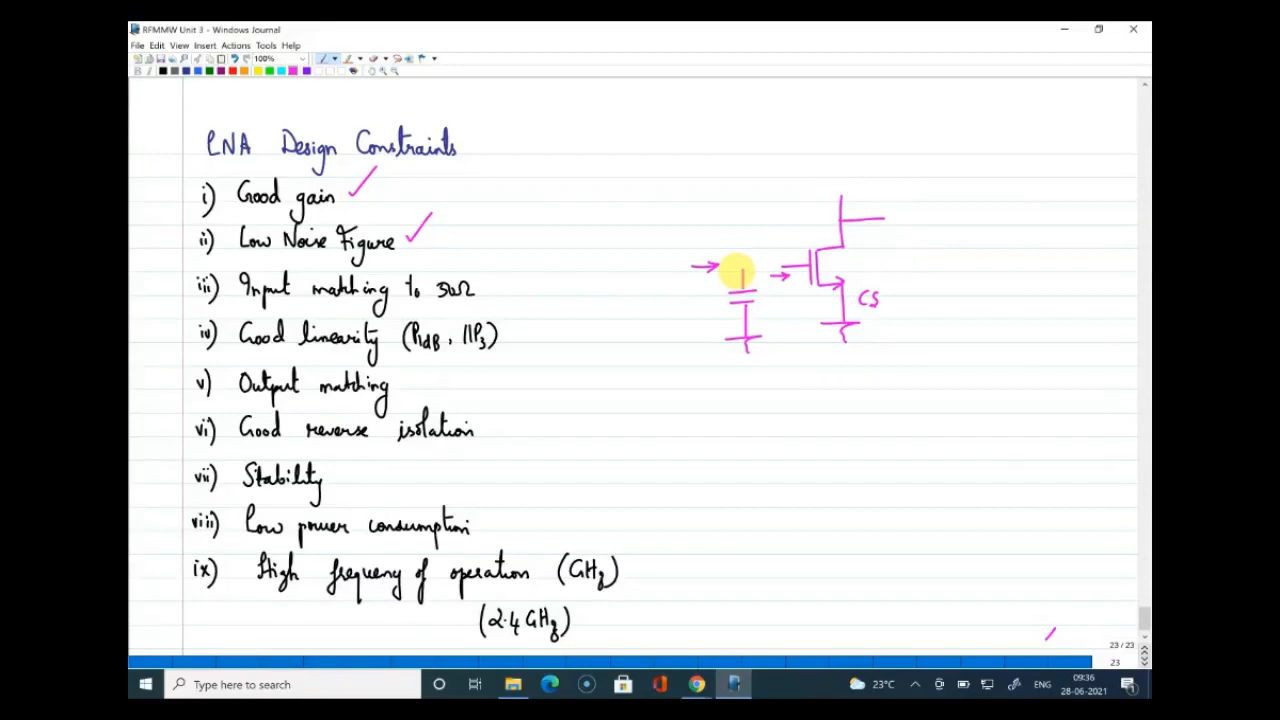 RFMMW Unit 3 - Windows Journal
File Edit View Insert Actions Tools Help
100%
B I
LNA Design Constraints
i) Good gain ✓
ii) Low Noise Figure ✓
iii) Input matching to 50Ω
iv) Good linearity (P1dB, IIP3)
v) Output matching
vi) Good reverse isolation
vii) Stability
viii) Low power consumption
ix) High frequency of operation (GHz)
(2.4 GHz)
CS
23 / 23
23
Type here to search
23°C
ENG
09:36
28-06-2021